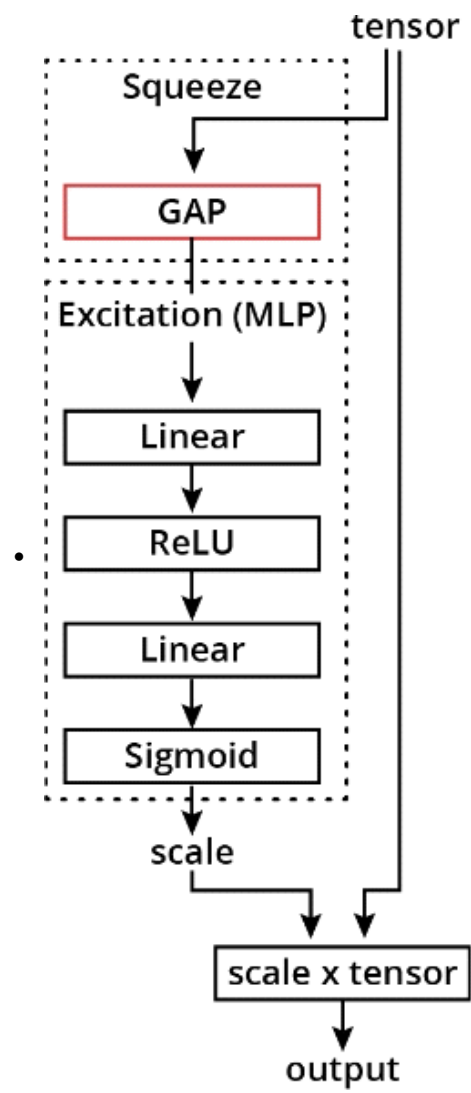 tensor
Squeeze
GAP
Excitation (MLP)
Linear
ReLU
Linear
Sigmoid
scale
scale x tensor
output